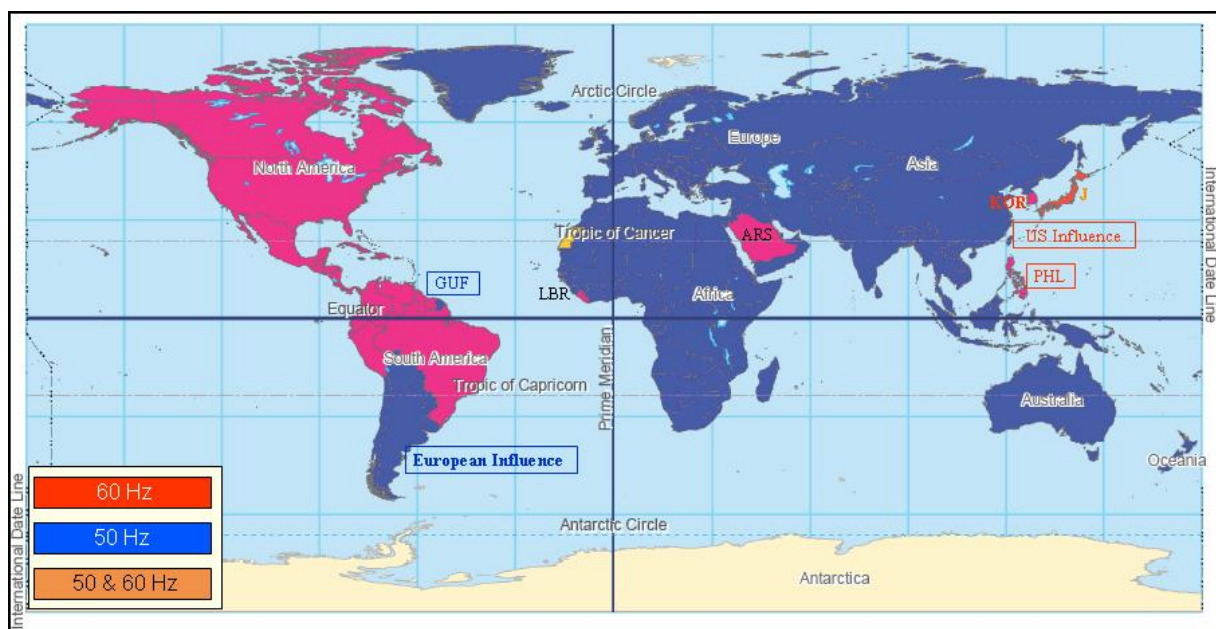 Arctic Circle
Europe
North America
Asia
KOR
J
Tropic of Cancer
ARS
US Influence
GUF
LBR
Africa
PHL
Equator
International Date Line
South America
Prime Meridian
Tropic of Capricorn
Australia
European Influence
Oceania
60 Hz
50 Hz
50 & 60 Hz
International Date Line
Antarctic Circle
Antarctica